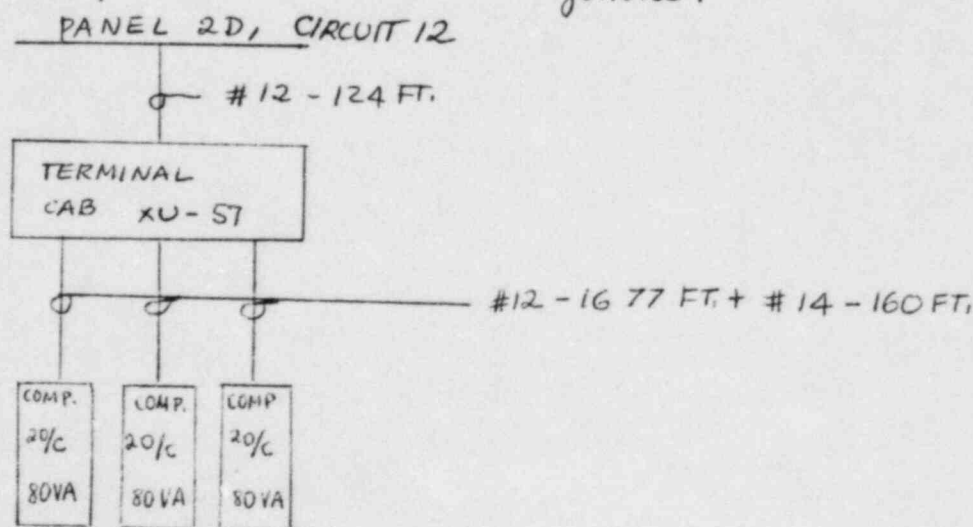 PANEL 2D, CIRCUIT 12
#12 - 124 FT.
TERMINAL
CAB XU-57
#12 - 16 77 FT. + #14 - 160 FT.
COMP. COMP. COMP
20/C 20/C 20/C
80VA 80VA 80VA